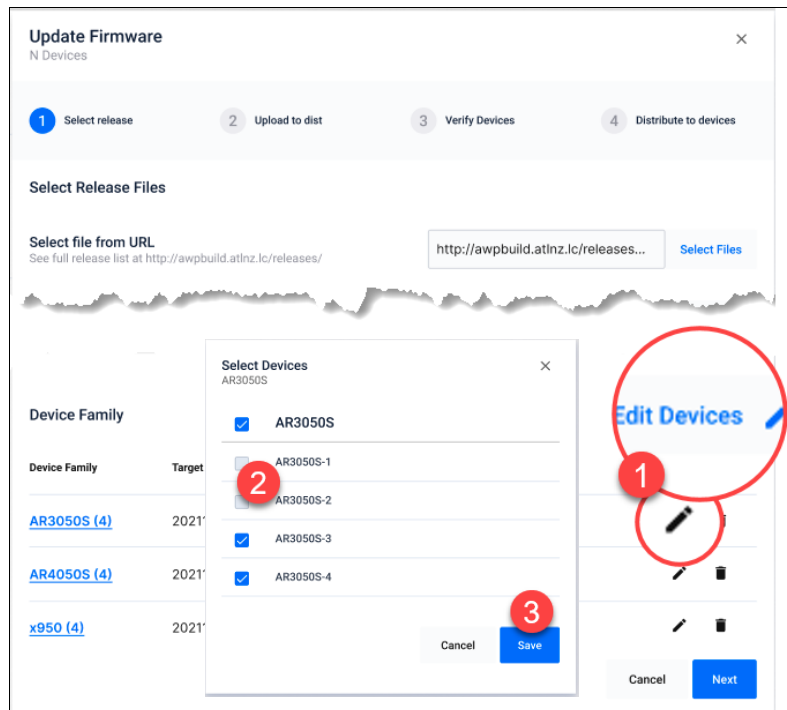 Update Firmware
N Devices
1 Select release 2 Upload to dist 3 Verify Devices 4 Distribute to devices
Select Release Files
Select file from URL
See full release list at http://awpbuild.atlnz.lc/releases/
http://awpbuild.atlnz.lc/releases... Select Files
Select Devices
AR3050S
Device Family
AR3050S
Edit Devices
Device Family Target
AR3050S-1
1
2
AR3050S-2
AR3050S (4) 2021
AR3050S-3
AR4050S (4) 2021
AR3050S-4
3
x950 (4) 2021
Cancel Save
Cancel Next